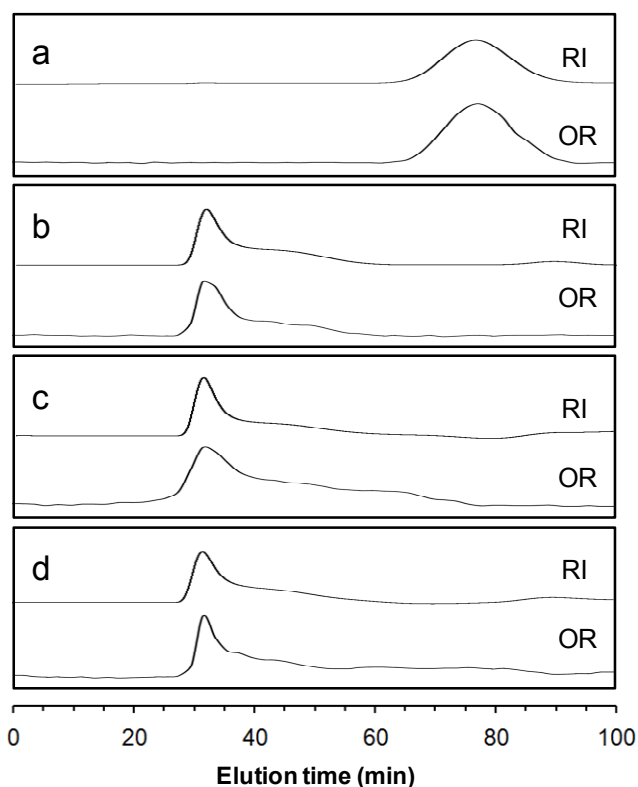 a
RI
OR
b
RI
OR
c
RI
OR
d
RI
OR
0 20 40 60 80 100
Elution time (min)